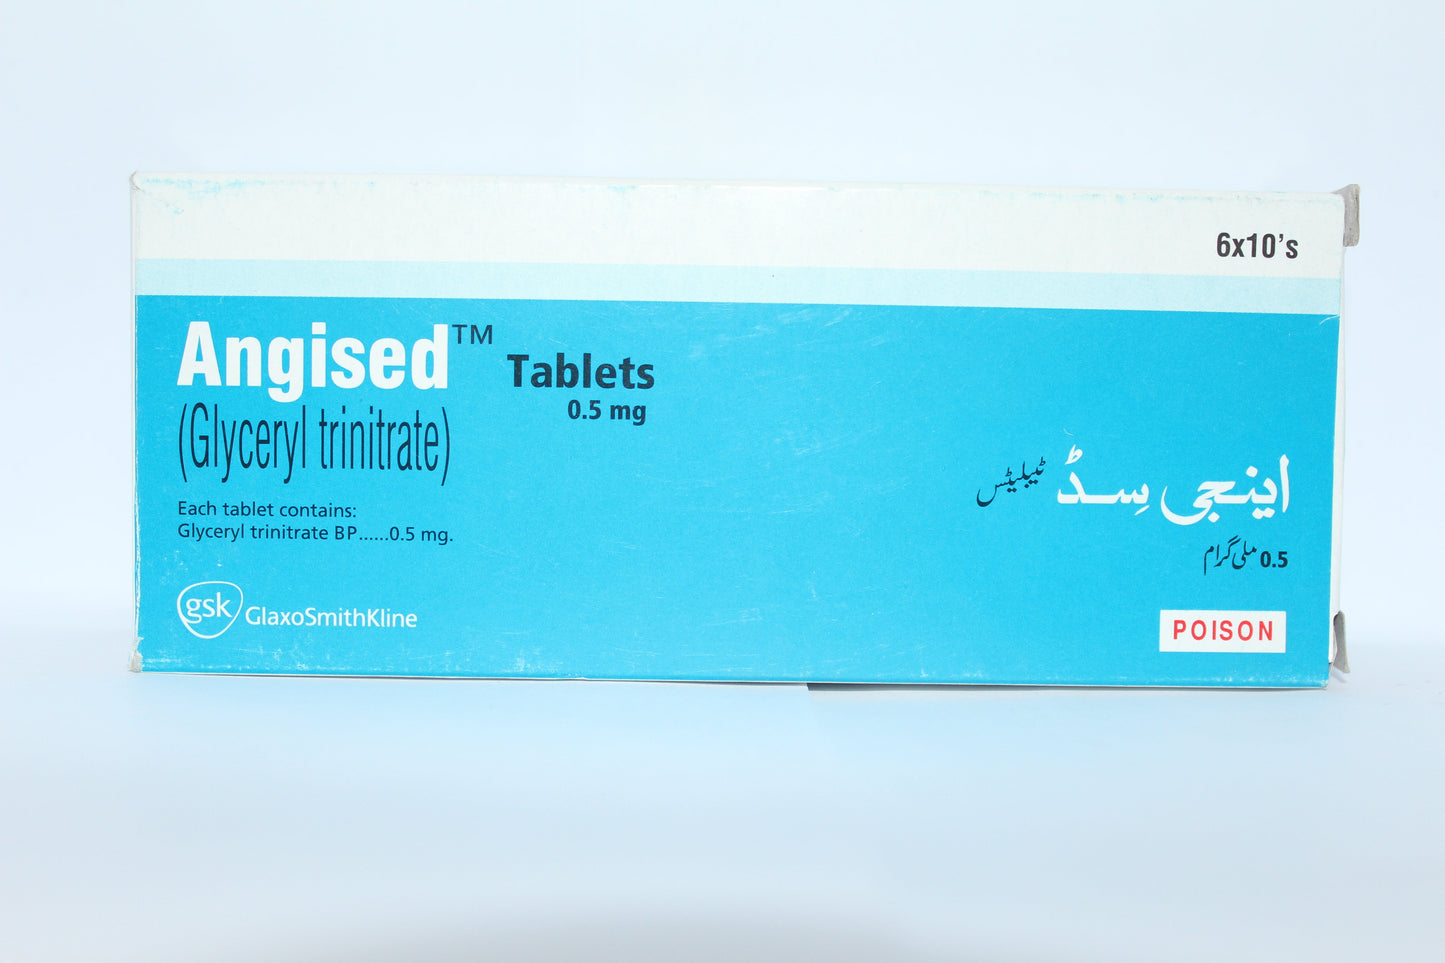 6x10's
Angised™ Tablets
0.5 mg
(Glyceryl trinitrate)
اینجی سِڈ ٹیبلیٹس
0.5 ملی گرام
Each tablet contains:
Glyceryl trinitrate BP......0.5 mg.
gsk GlaxoSmithKline
POISON